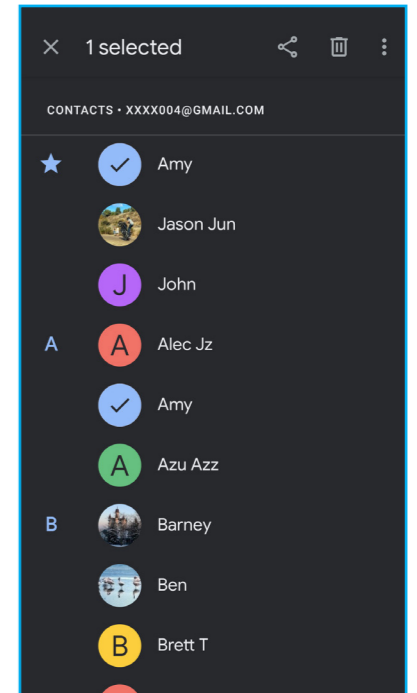 1 selected
CONTACTS • XXXX004@GMAIL.COM
Amy
Jason Jun
J John
A A Alec Jz
Amy
A Azu Azz
B Barney
Ben
B Brett T